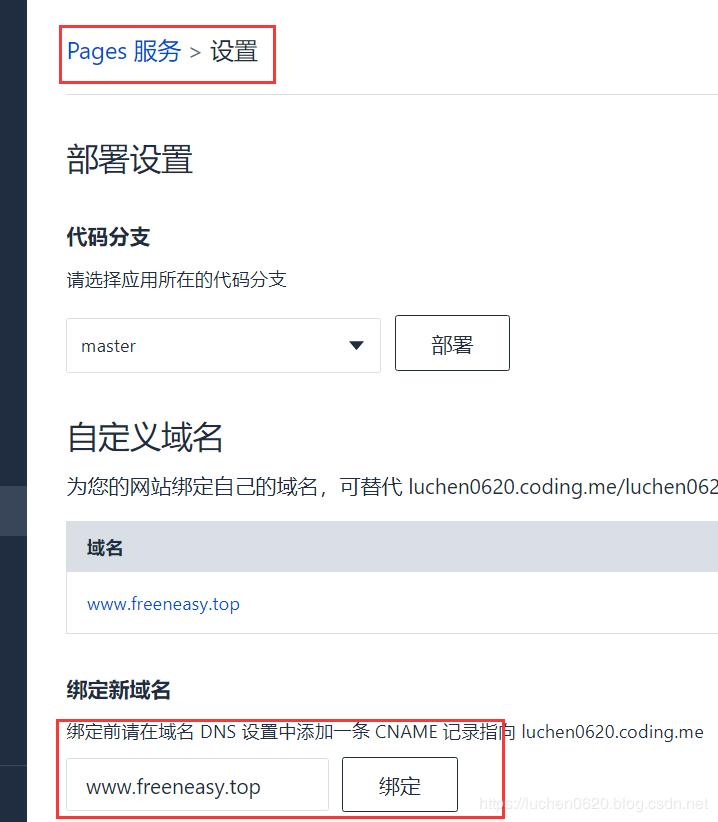 Pages 服务 > 设置
部署设置
代码分支
请选择应用所在的代码分支
master
部署
自定义域名
为您的网站绑定自己的域名，可替代 luchen0620.coding.me/luchen062
域名
www.freeneasy.top
绑定新域名
绑定前请在域名 DNS 设置中添加一条 CNAME 记录指向 luchen0620.coding.me
www.freeneasy.top
绑定
https://luchen0620.blog.csdn.net